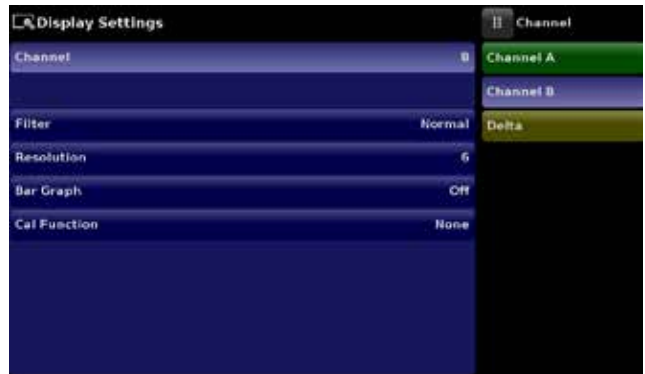 Display Settings
Channel B
Filter Normal
Resolution 6
Bar Graph Off
Cal Function None
Channel
Channel A
Channel B
Delta